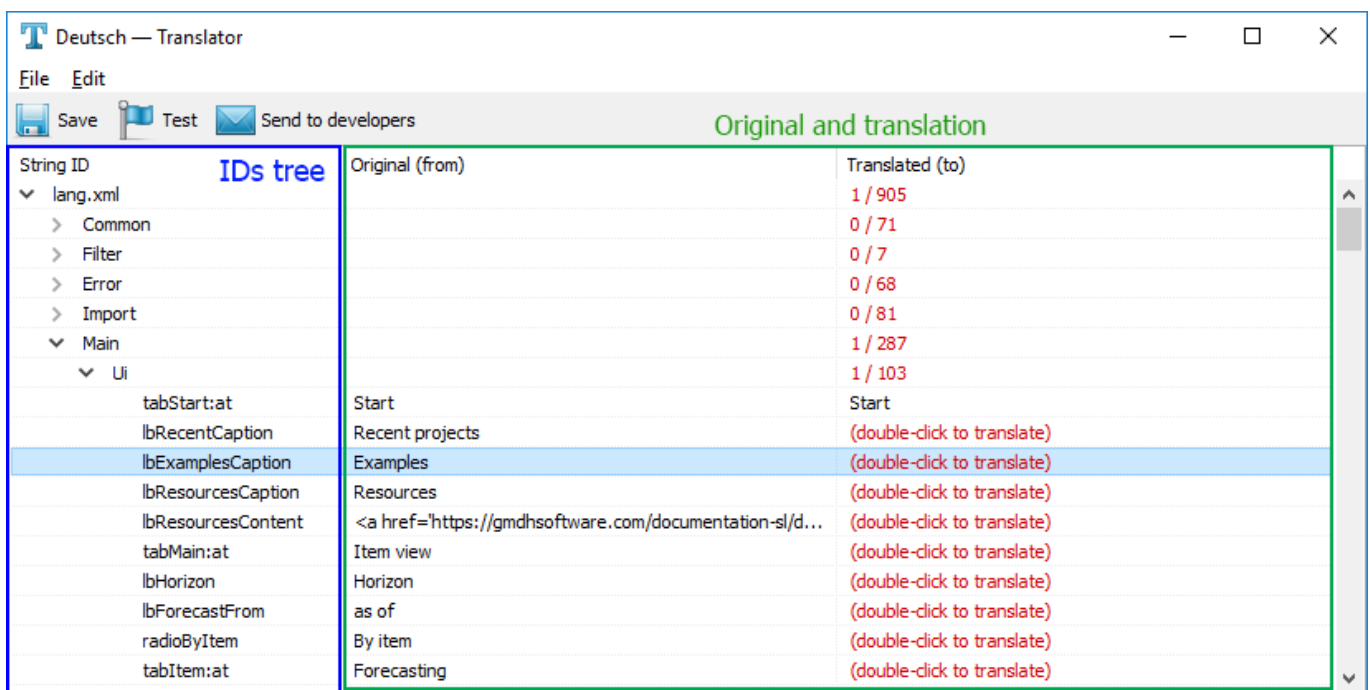 Deutsch — Translator
File Edit
Save Test Send to developers
Original and translation
String ID IDs tree Original (from) Translated (to)
lang.xml 1 / 905
Common 0 / 71
Filter 0 / 7
Error 0 / 68
Import 0 / 81
Main 1 / 287
Ui 1 / 103
tabStart:at Start Start
lbRecentCaption Recent projects (double-click to translate)
lbExamplesCaption Examples (double-click to translate)
lbResourcesCaption Resources (double-click to translate)
lbResourcesContent <a href='https://gmdhsoftware.com/documentation-sl/d... (double-click to translate)
tabMain:at Item view (double-click to translate)
lbHorizon Horizon (double-click to translate)
lbForecastFrom as of (double-click to translate)
radioByItem By item (double-click to translate)
tabItem:at Forecasting (double-click to translate)